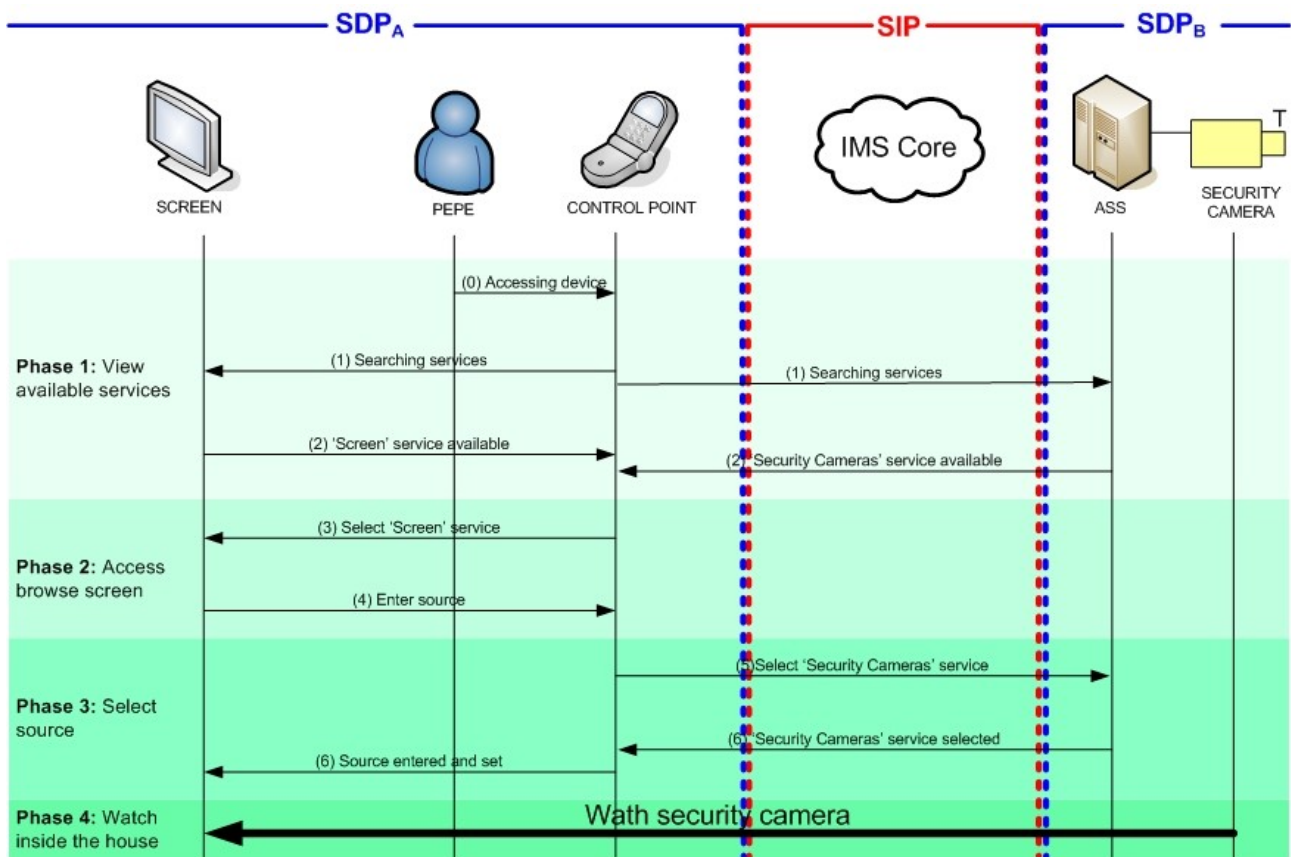 SDPA
SIP
SDPB
IMS Core
T
SCREEN
PEPE
CONTROL POINT
ASS
SECURITY
CAMERA
(0) Accessing device
Phase 1: View
available services
(1) Searching services
(1) Searching services
(2) 'Screen' service available
(2) 'Security Cameras' service available
Phase 2: Access
browse screen
(3) Select 'Screen' service
(4) Enter source
Phase 3: Select
source
(5)Select 'Security Cameras' service
(6) 'Security Cameras' service selected
(6) Source entered and set
Phase 4: Watch
inside the house
Wath security camera